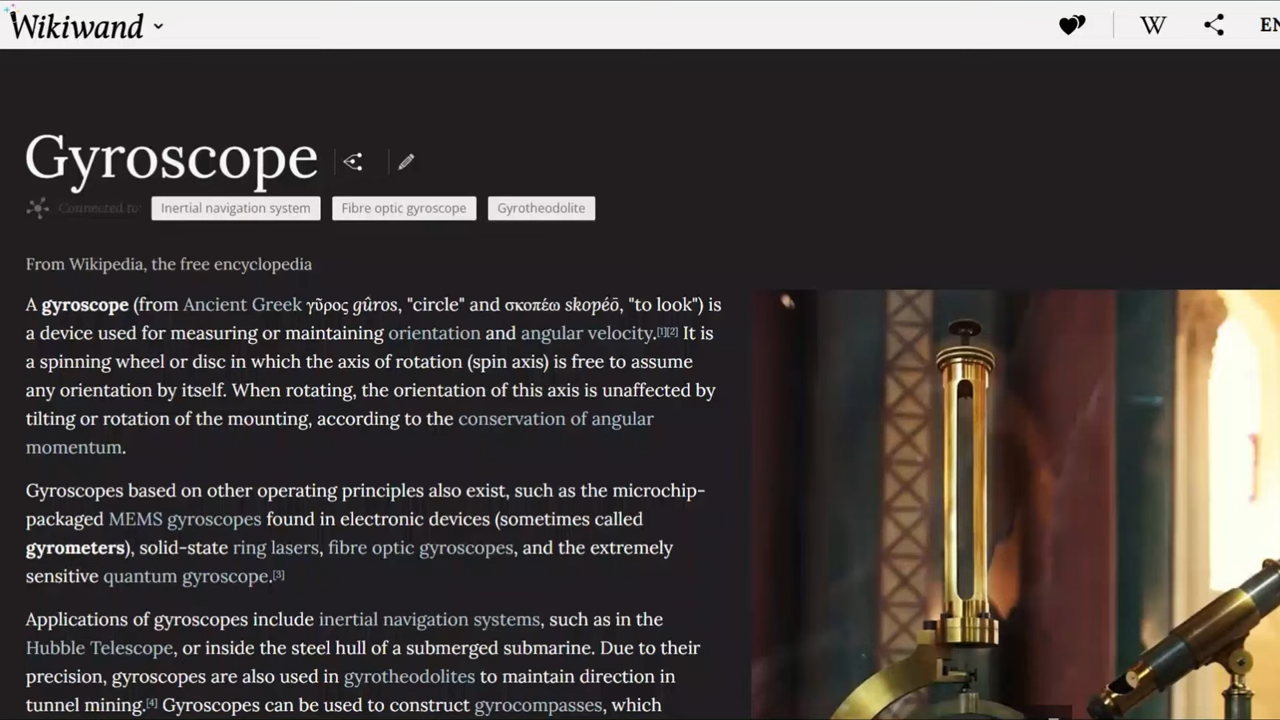 Wikiwand
W
EN
Gyroscope
Connected to: Inertial navigation system Fibre optic gyroscope Gyrotheodolite
From Wikipedia, the free encyclopedia
A gyroscope (from Ancient Greek γῦρος gûros, "circle" and σκοπέω skopéō, "to look") is
a device used for measuring or maintaining orientation and angular velocity.[1][2] It is
a spinning wheel or disc in which the axis of rotation (spin axis) is free to assume
any orientation by itself. When rotating, the orientation of this axis is unaffected by
tilting or rotation of the mounting, according to the conservation of angular
momentum.
Gyroscopes based on other operating principles also exist, such as the microchip-
packaged MEMS gyroscopes found in electronic devices (sometimes called
gyrometers), solid-state ring lasers, fibre optic gyroscopes, and the extremely
sensitive quantum gyroscope.[3]
Applications of gyroscopes include inertial navigation systems, such as in the
Hubble Telescope, or inside the steel hull of a submerged submarine. Due to their
precision, gyroscopes are also used in gyrotheodolites to maintain direction in
tunnel mining.[4] Gyroscopes can be used to construct gyrocompasses, which